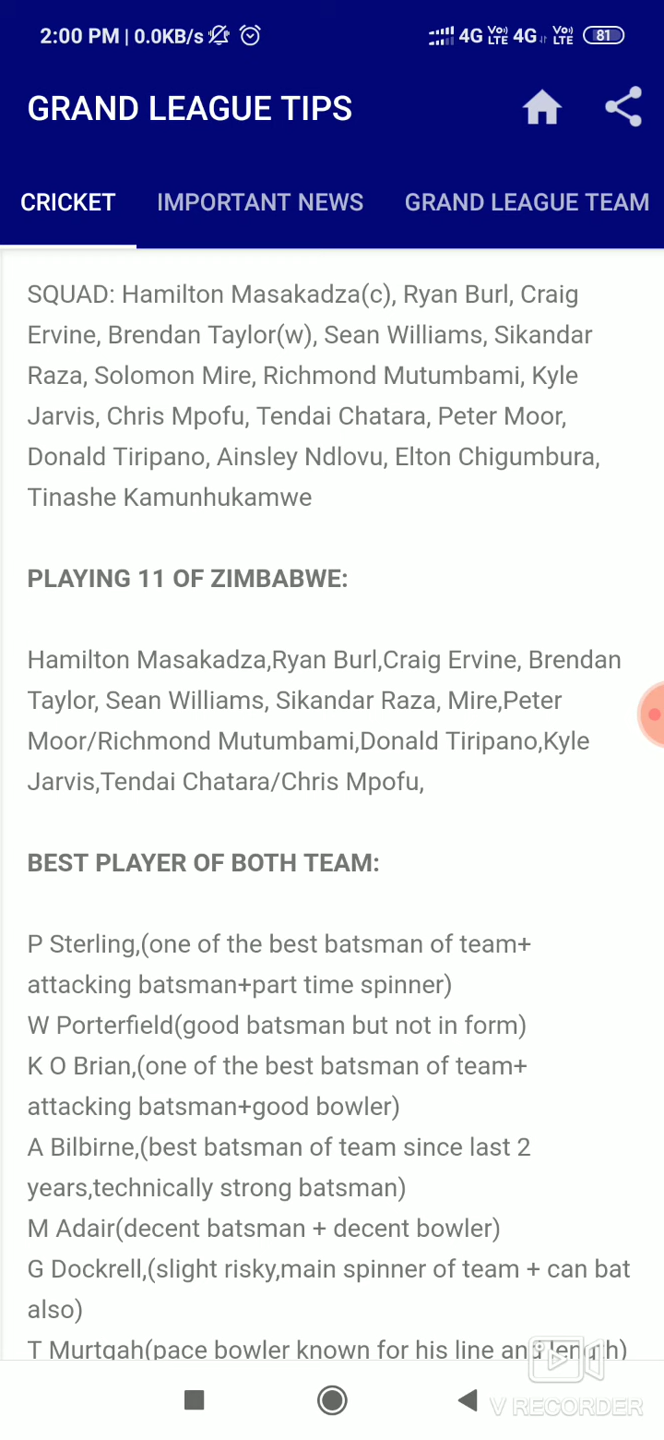 2:00 PM | 0.0KB/s 4G Vo) LTE 4G Vo) LTE 81
GRAND LEAGUE TIPS
CRICKET IMPORTANT NEWS GRAND LEAGUE TEAM
SQUAD: Hamilton Masakadza(c), Ryan Burl, Craig
Ervine, Brendan Taylor(w), Sean Williams, Sikandar
Raza, Solomon Mire, Richmond Mutumbami, Kyle
Jarvis, Chris Mpofu, Tendai Chatara, Peter Moor,
Donald Tiripano, Ainsley Ndlovu, Elton Chigumbura,
Tinashe Kamunhukamwe
PLAYING 11 OF ZIMBABWE:
Hamilton Masakadza,Ryan Burl,Craig Ervine, Brendan
Taylor, Sean Williams, Sikandar Raza, Mire,Peter
Moor/Richmond Mutumbami,Donald Tiripano,Kyle
Jarvis,Tendai Chatara/Chris Mpofu,
BEST PLAYER OF BOTH TEAM:
P Sterling,(one of the best batsman of team+
attacking batsman+part time spinner)
W Porterfield(good batsman but not in form)
K O Brian,(one of the best batsman of team+
attacking batsman+good bowler)
A Bilbirne,(best batsman of team since last 2
years,technically strong batsman)
M Adair(decent batsman + decent bowler)
G Dockrell,(slight risky,main spinner of team + can bat
also)
T Murtgah(pace bowler known for his line and length)
V RECORDER